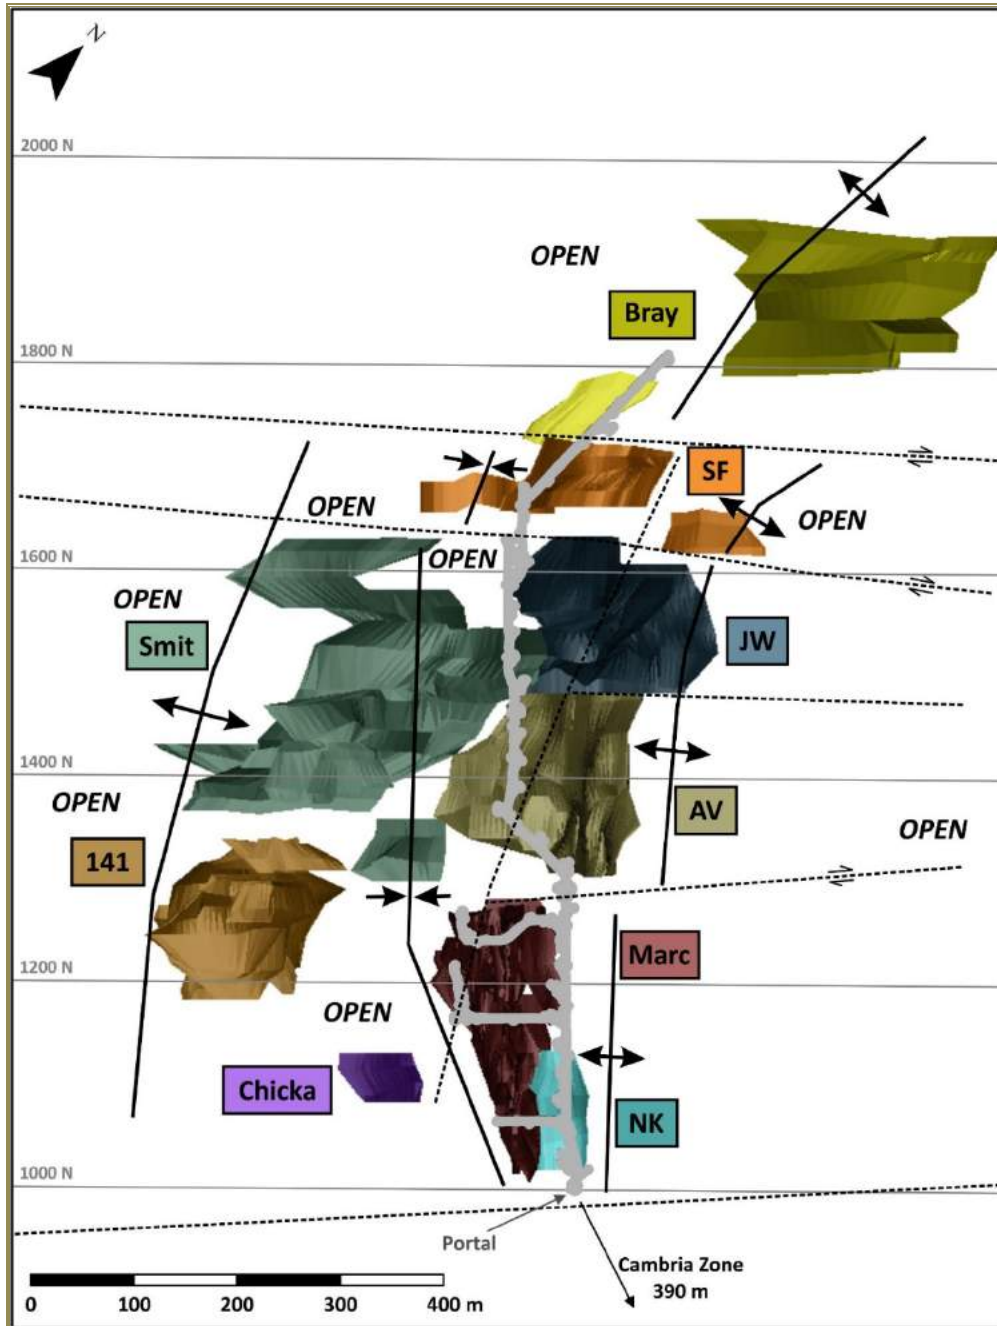 N
2000 N
OPEN
Bray
1800 N
SF
OPEN
OPEN
OPEN
1600 N
OPEN
Smit
JW
1400 N
OPEN
AV
OPEN
141
Marc
1200 N
OPEN
Chicka
NK
1000 N
Portal
Cambria Zone
390 m
0 100 200 300 400 m